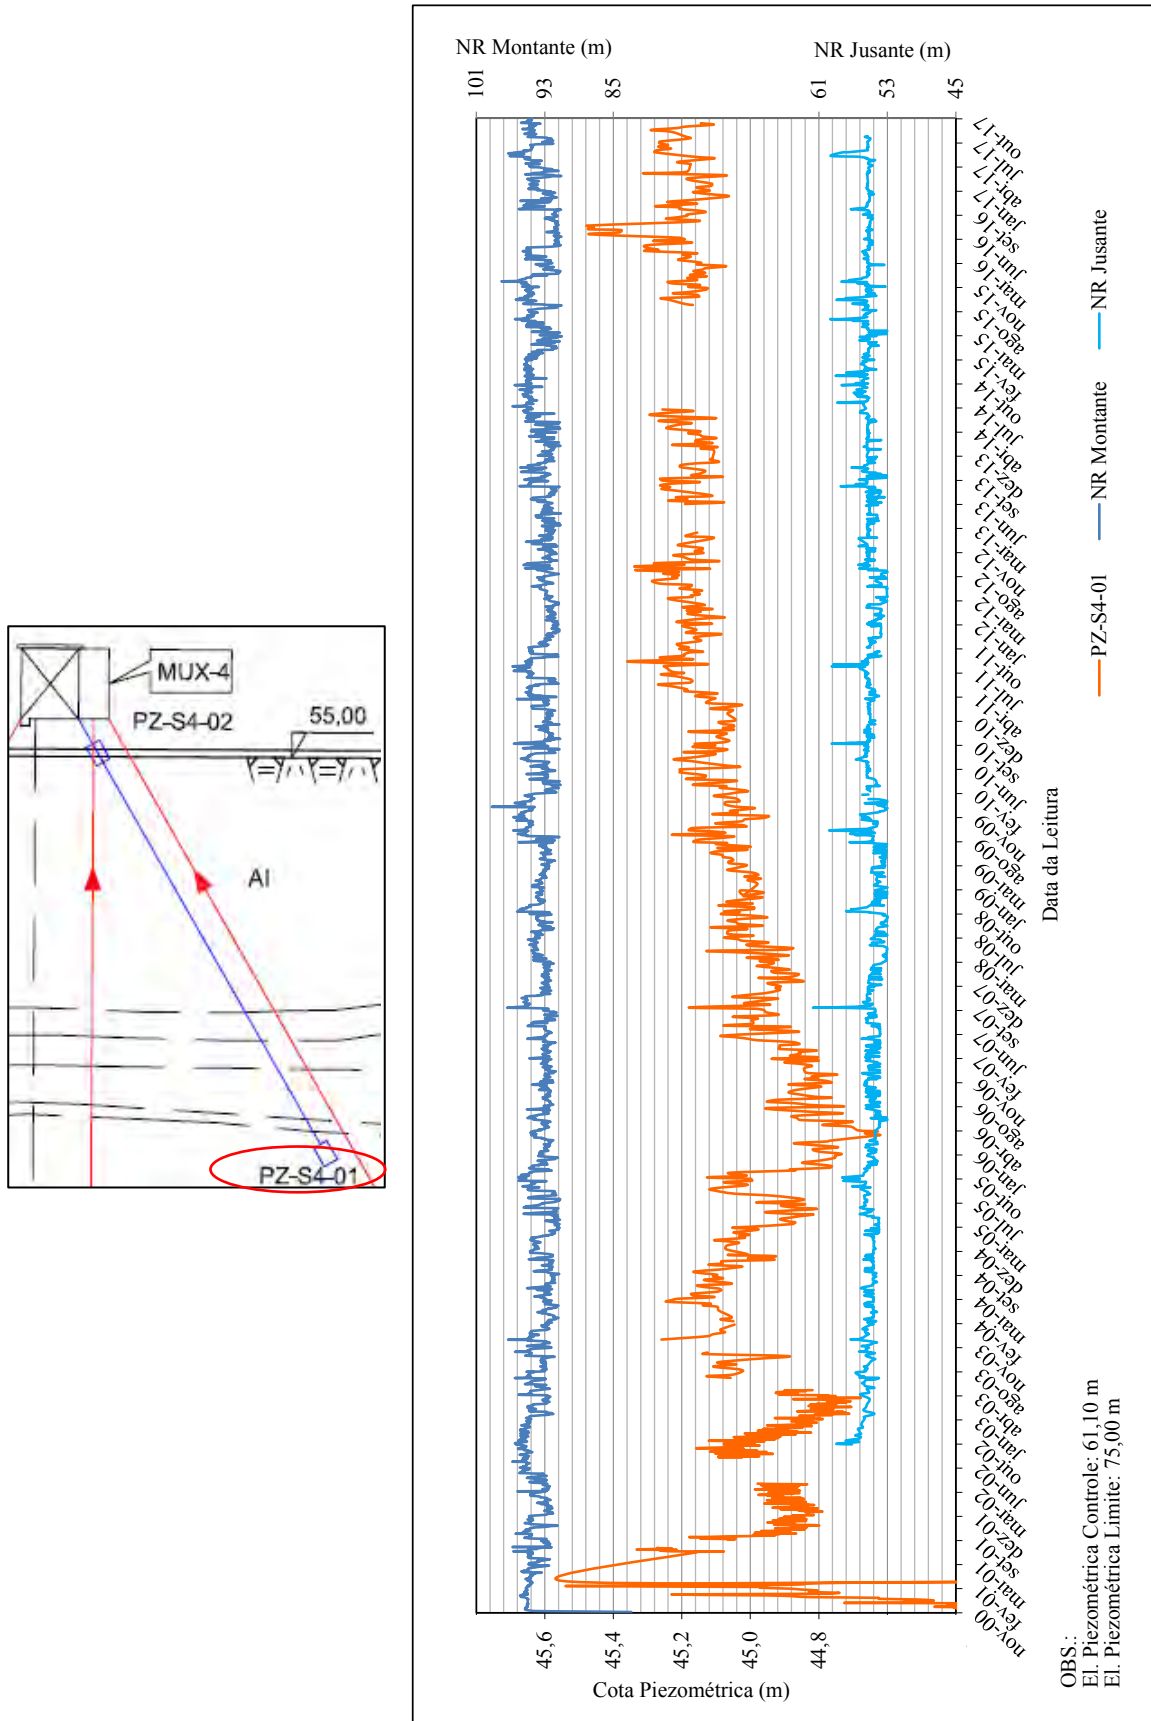 MUX-4
PZ-S4-02
55,00
AI
PZ-S4-01
NR Montante (m)
NR Jusante (m)
101
93
85
61
53
45
45,6
45,4
45,2
45,0
44,8
Cota Piezométrica (m)
nov-00
fev-01
mai-01
set-01
dez-01
mar-02
jun-02
out-02
jan-03
abr-03
ago-03
nov-03
fev-04
mai-04
set-04
dez-04
mar-05
jul-05
out-05
jan-06
abr-06
ago-06
nov-06
fev-07
jun-07
set-07
dez-07
mar-08
jul-08
out-08
jan-09
mai-09
ago-09
nov-09
fev-10
jun-10
set-10
dez-10
abr-11
jul-11
out-11
jan-12
mai-12
ago-12
nov-12
mar-13
jun-13
set-13
dez-13
abr-14
jul-14
out-14
fev-15
mai-15
ago-15
nov-15
mar-16
jun-16
set-16
jan-17
abr-17
jul-17
out-17
Data da Leitura
PZ-S4-01
NR Montante
NR Jusante
OBS.:
El. Piezométrica Controle: 61,10 m
El. Piezométrica Limite: 75,00 m